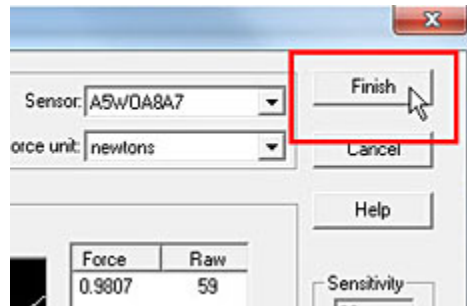 Finish
Sensor: A5W0A8A7
orce unit: newtons
Cancel
Help
Force Raw
0.9807 59
Sensitivity